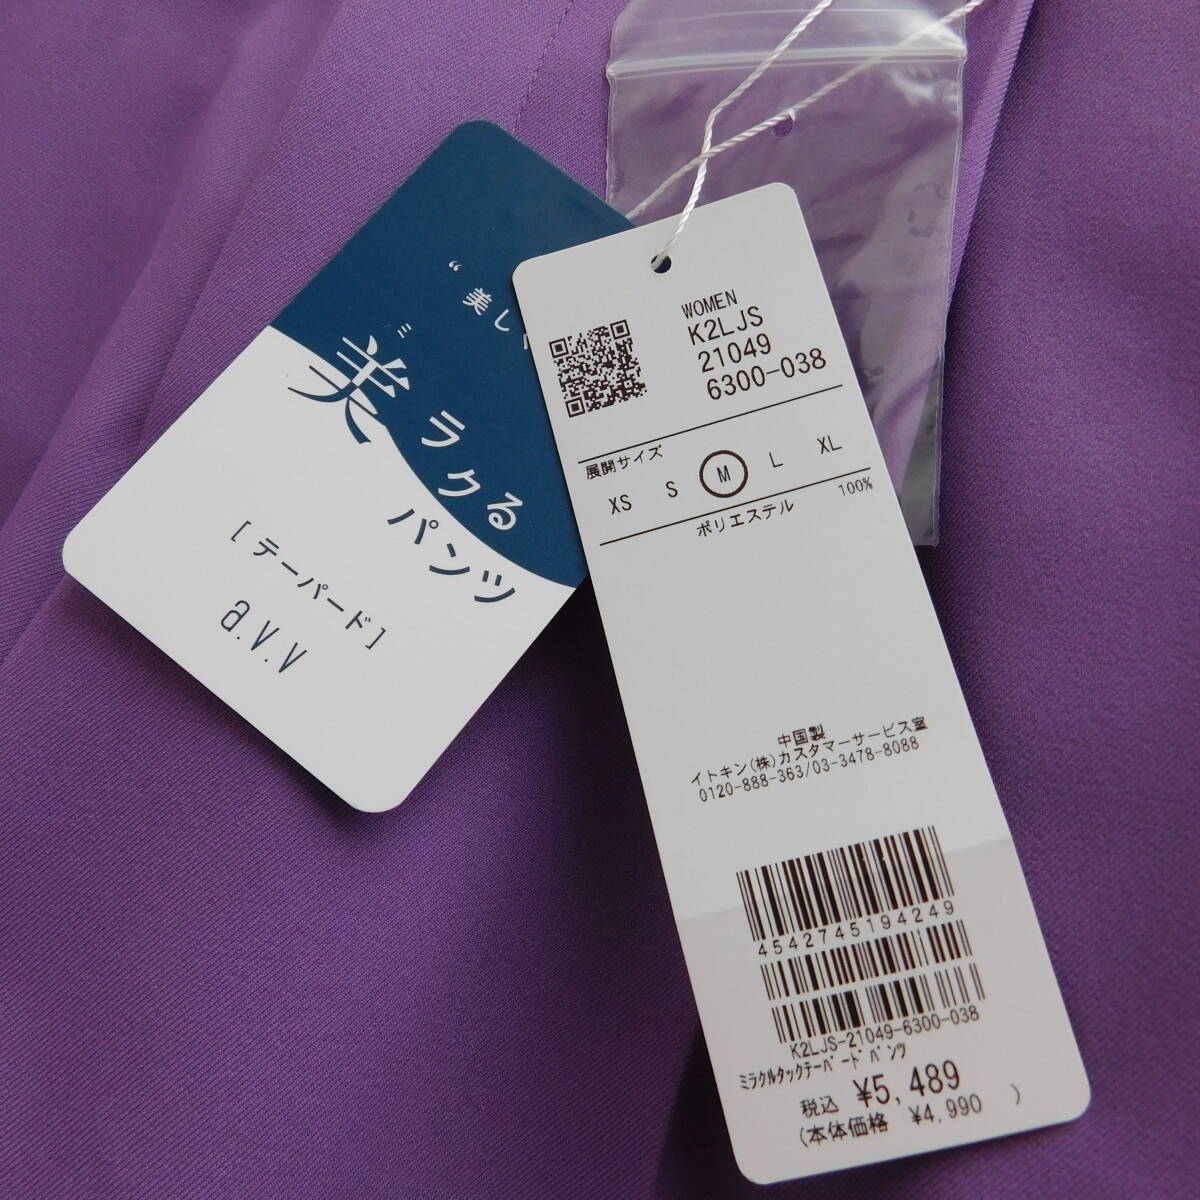 “美し
美ラクる
ミ
パンツ
[テーパード]
a.v.v
WOMEN
K2LJS
21049
6300-038
展開サイズ
XS S M L XL
ポリエステル 100%
中国製
イトキン(株)カスタマーサービス室
0120-888-363/03-3478-8088
4542745194249
K2LJS-21049-6300-038
ﾐﾗｸﾙﾀｯｸﾃｰﾊﾟｰﾄﾞﾊﾟﾝﾂ
税込 ¥5,489
(本体価格 ¥4,990 )